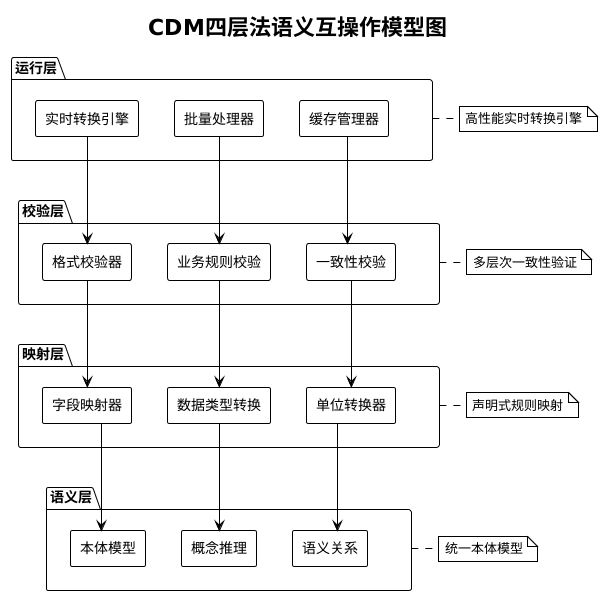 CDM四层法语义互操作模型图
运行层
实时转换引擎
批量处理器
缓存管理器
高性能实时转换引擎
校验层
格式校验器
业务规则校验
一致性校验
多层次一致性验证
映射层
字段映射器
数据类型转换
单位转换器
声明式规则映射
语义层
本体模型
概念推理
语义关系
统一本体模型